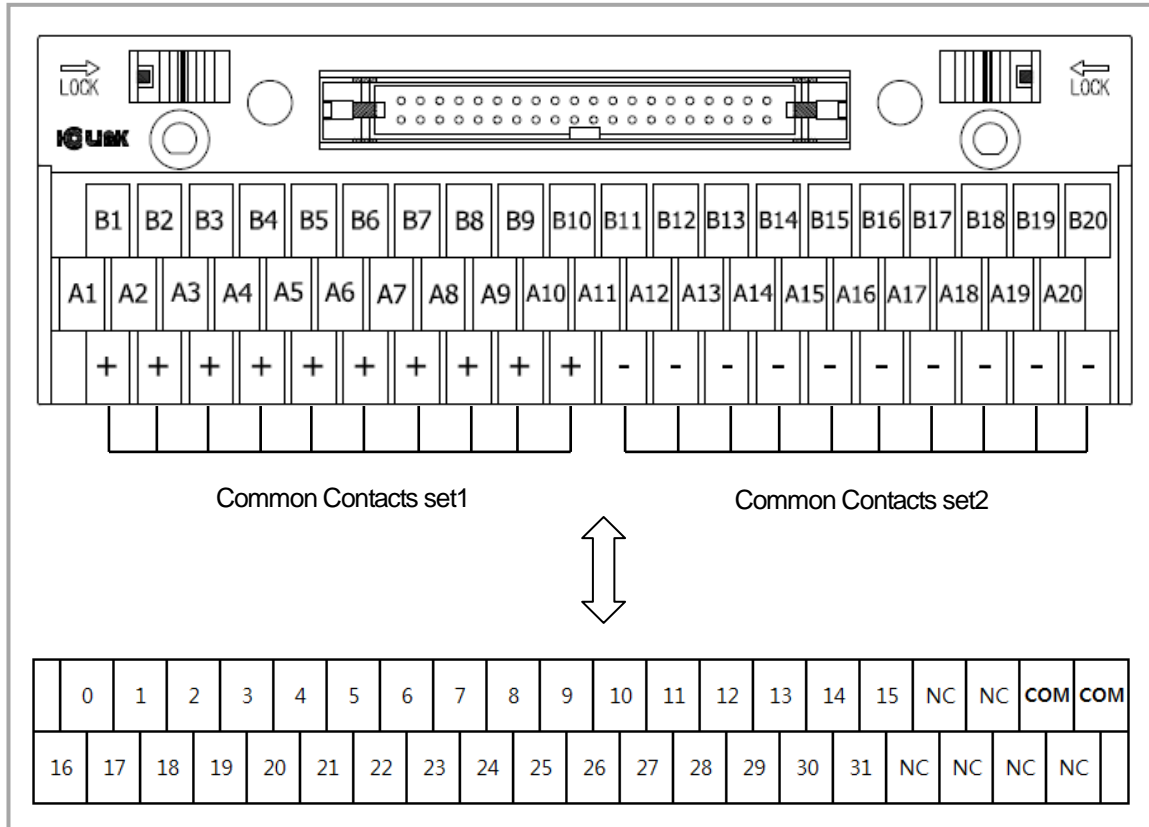 LOCK LOCK
B1 B2 B3 B4 B5 B6 B7 B8 B9 B10 B11 B12 B13 B14 B15 B16 B17 B18 B19 B20
A1 A2 A3 A4 A5 A6 A7 A8 A9 A10 A11 A12 A13 A14 A15 A16 A17 A18 A19 A20
+ + + + + + + + + + - - - - - - - - - -
Common Contacts set1 Common Contacts set2
0 1 2 3 4 5 6 7 8 9 10 11 12 13 14 15 NC NC COM COM
16 17 18 19 20 21 22 23 24 25 26 27 28 29 30 31 NC NC NC NC